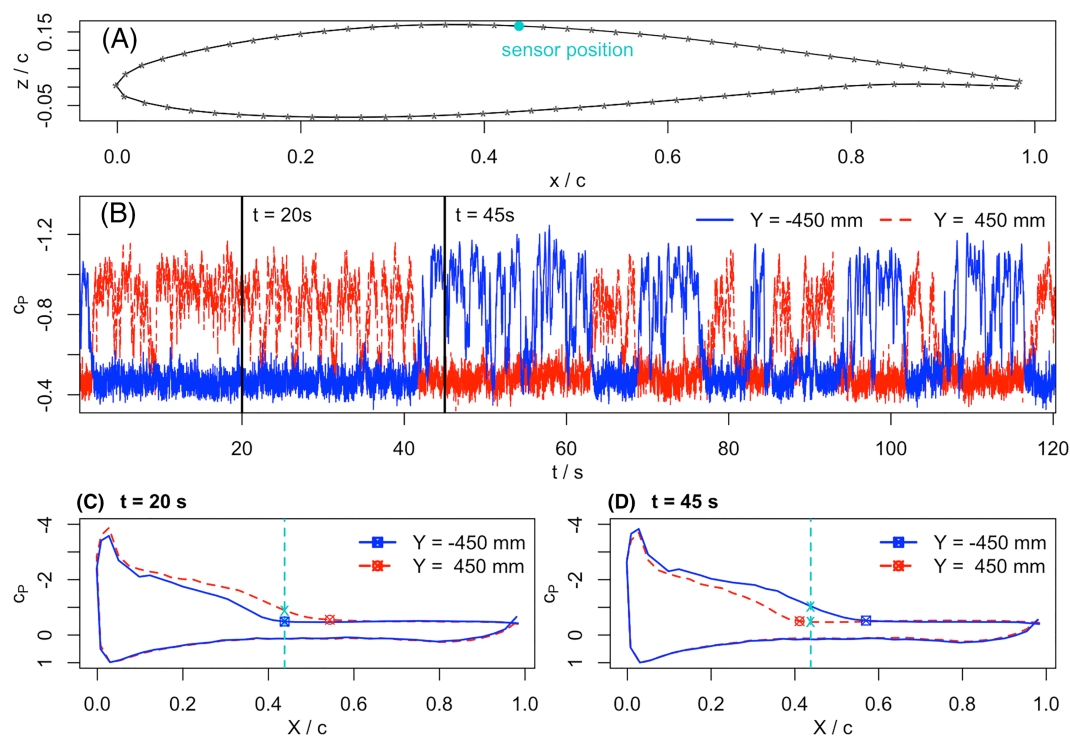 (A)
sensor position
z / c
0.15
-0.05
0.0 0.2 0.4 0.6 0.8 1.0
x / c
(B)
t = 20s
t = 45s
Y = -450 mm
Y = 450 mm
cP
-1.2
-0.8
-0.4
20 40 60 80 100 120
t / s
(C) t = 20 s
Y = -450 mm
Y = 450 mm
cP
-4
-2
0
1
0.0 0.2 0.4 0.6 0.8 1.0
X / c
(D) t = 45 s
Y = -450 mm
Y = 450 mm
cP
-4
-2
0
1
0.0 0.2 0.4 0.6 0.8 1.0
X / c